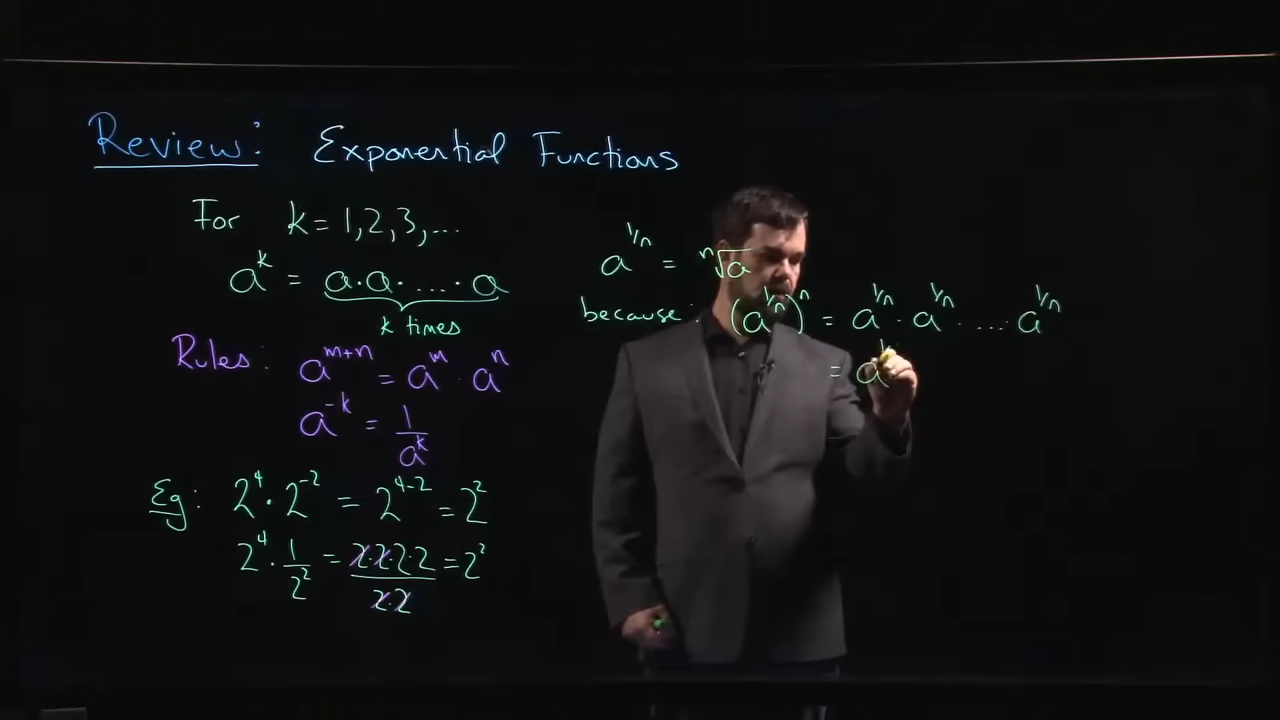 Review: Exponential Functions
For k = 1,2,3,...
a^k = a·a·....·a
k times
Rules: a^{m+n} = a^m · a^n
a^{-k} = 1/a^k
Eg: 2^4 · 2^{-2} = 2^{4-2} = 2^2
2^4 · 1/2^2 = 2·2·2·2/2·2 = 2^2
a^{1/n} = ⁿ√a
because: (a^{1/n})^n = a^{1/n} · a^{1/n} · .... · a^{1/n}
= a